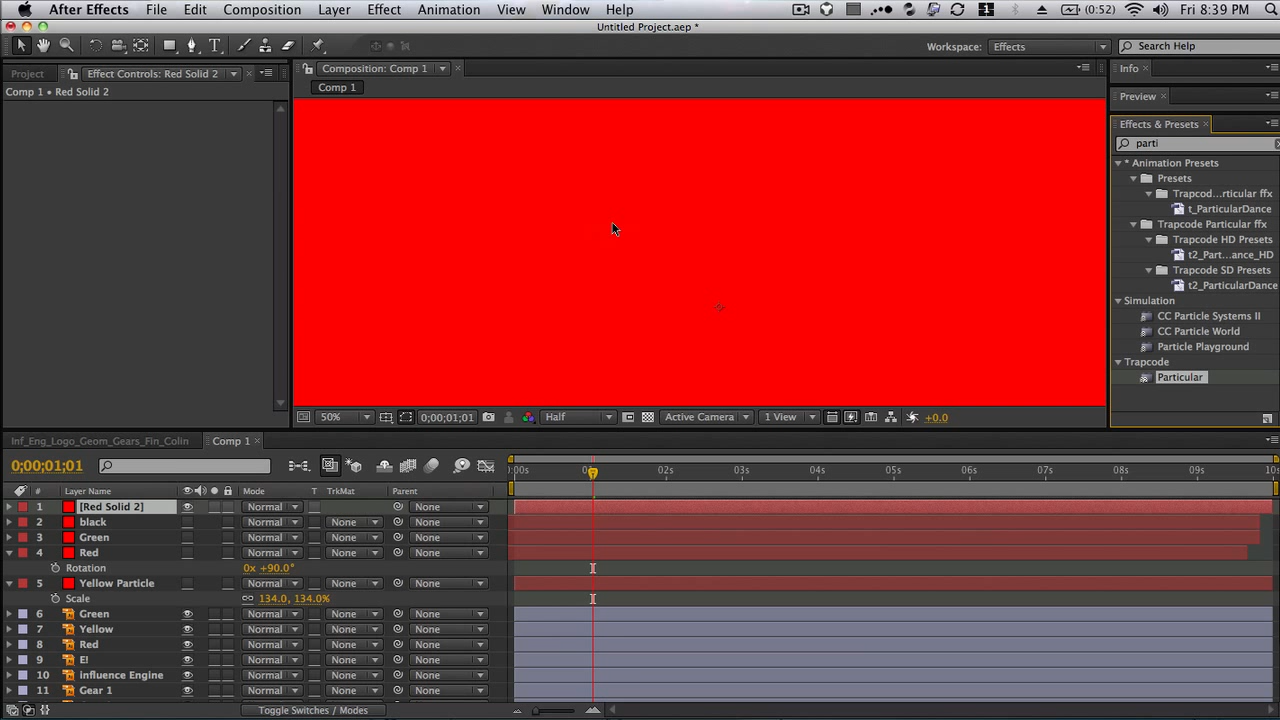 After Effects File Edit Composition Layer Effect Animation View Window Help 1 (0:52) Fri 8:39 PM
Untitled Project.aep *
T Workspace: Effects Search Help
Project Effect Controls: Red Solid 2 Composition: Comp 1 Info
Comp 1 • Red Solid 2 Comp 1
Preview
Effects & Presets
parti
* Animation Presets
Presets
Trapcod...rticular ffx
t_ParticularDance
Trapcode Particular ffx
Trapcode HD Presets
t2_Part...ance_HD
Trapcode SD Presets
t2_ParticularDance
Simulation
CC Particle Systems II
CC Particle World
Particle Playground
Trapcode
Particular
50% 0;00;01;01 Half Active Camera 1 View +0.0
Inf_Eng_Logo_Geom_Gears_Fin_Colin Comp 1
0;00;01;01 :00s 02s 03s 04s 05s 06s 07s 08s 09s 10s
# Layer Name Mode T TrkMat Parent
1 [Red Solid 2] Normal None
2 black Normal None None
3 Green Normal None None
4 Red Normal None None
Rotation 0x +90.0°
5 Yellow Particle Normal None None
Scale 134.0, 134.0%
6 Green Normal None None
7 Yellow Normal None None
8 Red Normal None None
9 El Normal None None
10 influence Engine Normal None None
11 Gear 1 Normal None None
Toggle Switches / Modes